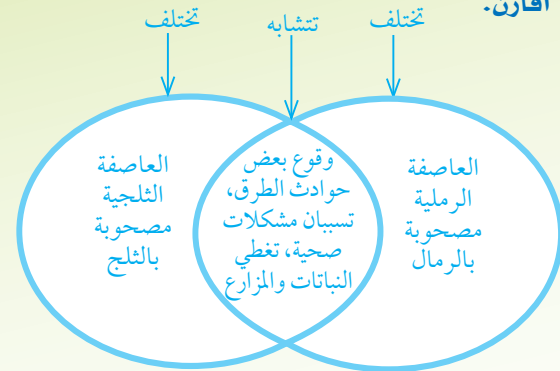 أقارن.
تختلف
تتشابه
تختلف
العاصفة
الرملية
مصحوبة
بالرمال
وقوع بعض
حوادث الطرق،
تسببان مشكلات
صحية، تغطي
النباتات والمزارع
العاصفة
الثلجية
مصحوبة
بالثلج